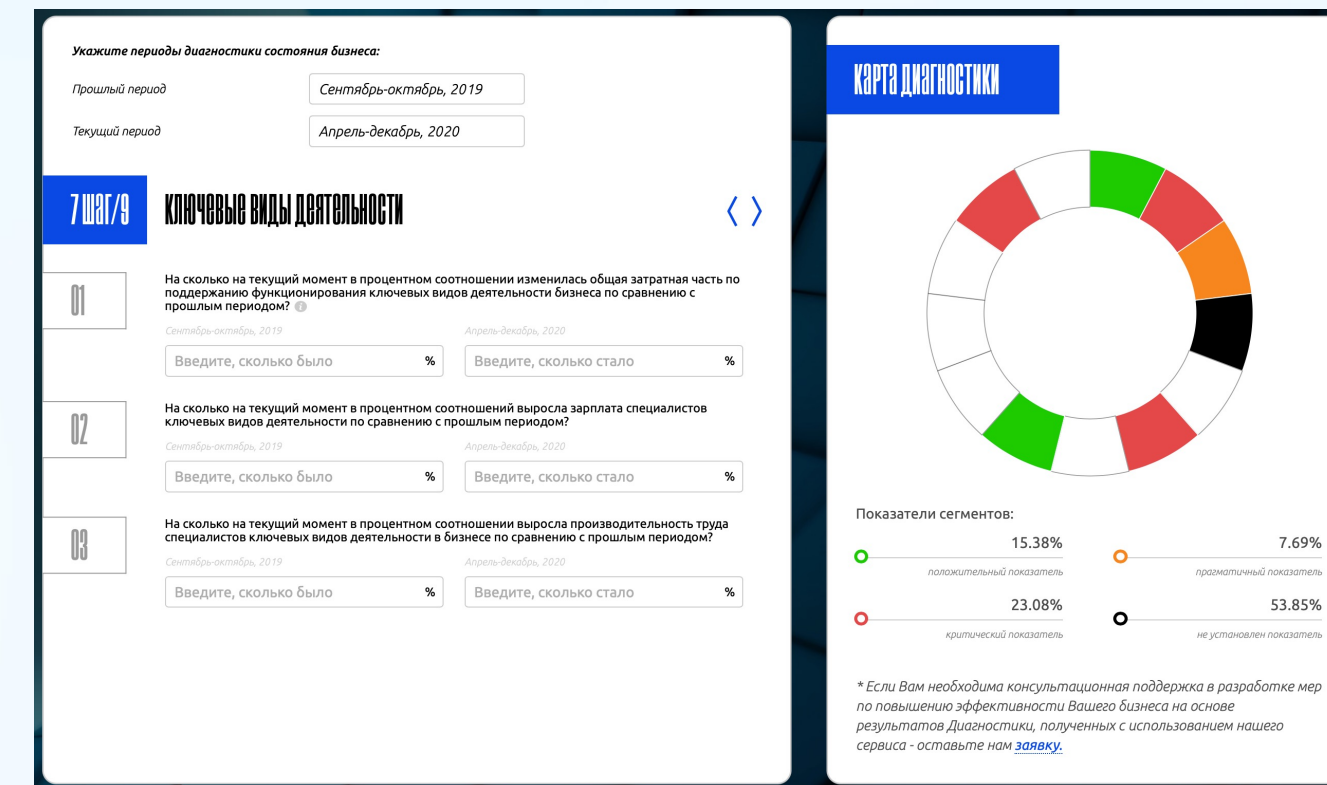 Укажите периоды диагностики состояния бизнеса:
Прошлый период
Сентябрь-октябрь, 2019
Текущий период
Апрель-декабрь, 2020
7 шаг/9
Ключевые виды деятельности
01
На сколько на текущий момент в процентном соотношении изменилась общая затратная часть по
поддержанию функционирования ключевых видов деятельности бизнеса по сравнению с
прошлым периодом? i
Сентябрь-октябрь, 2019
Апрель-декабрь, 2020
Введите, сколько было %
Введите, сколько стало %
02
На сколько на текущий момент в процентном соотношений выросла зарплата специалистов
ключевых видов деятельности по сравнению с прошлым периодом?
Сентябрь-октябрь, 2019
Апрель-декабрь, 2020
Введите, сколько было %
Введите, сколько стало %
03
На сколько на текущий момент в процентном соотношении выросла производительность труда
специалистов ключевых видов деятельности в бизнесе по сравнению с прошлым периодом?
Сентябрь-октябрь, 2019
Апрель-декабрь, 2020
Введите, сколько было %
Введите, сколько стало %
Карта диагностики
Показатели сегментов:
15.38%
положительный показатель
7.69%
прагматичный показатель
23.08%
критический показатель
53.85%
не установлен показатель
* Если Вам необходима консультационная поддержка в разработке мер
по повышению эффективности Вашего бизнеса на основе
результатов Диагностики, полученных с использованием нашего
сервиса - оставьте нам заявку.